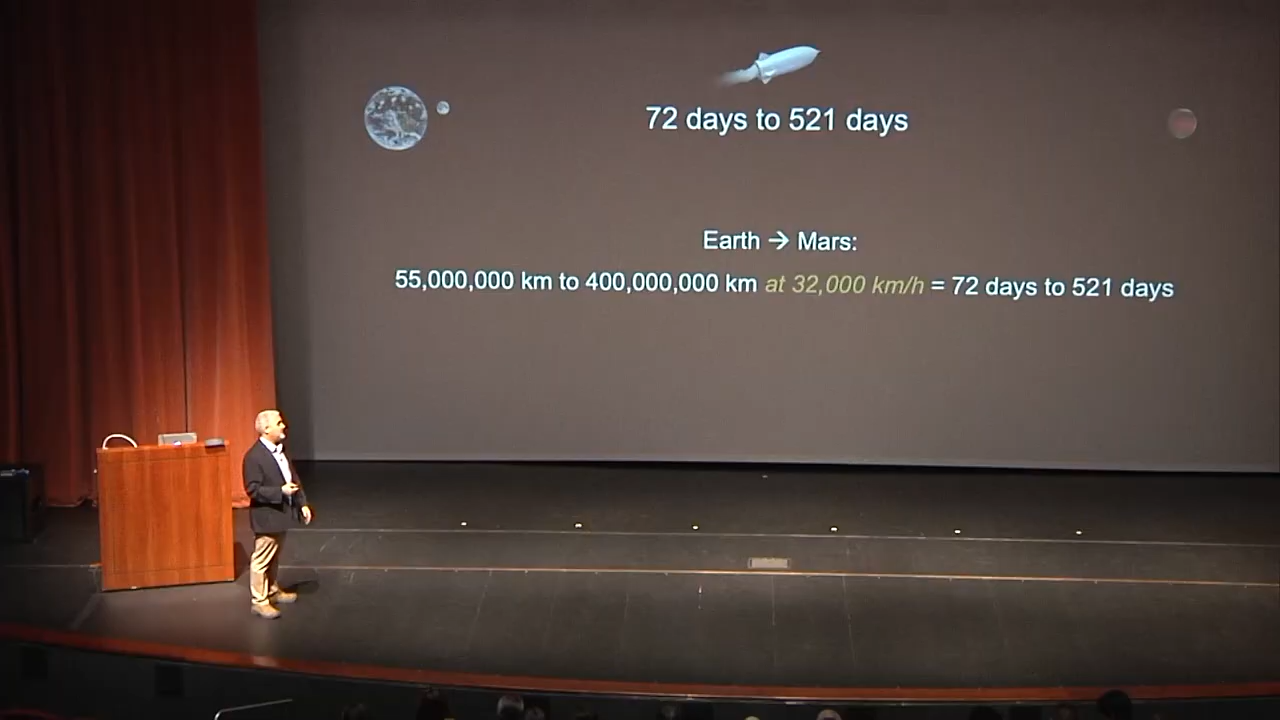 72 days to 521 days
Earth → Mars:
55,000,000 km to 400,000,000 km at 32,000 km/h = 72 days to 521 days